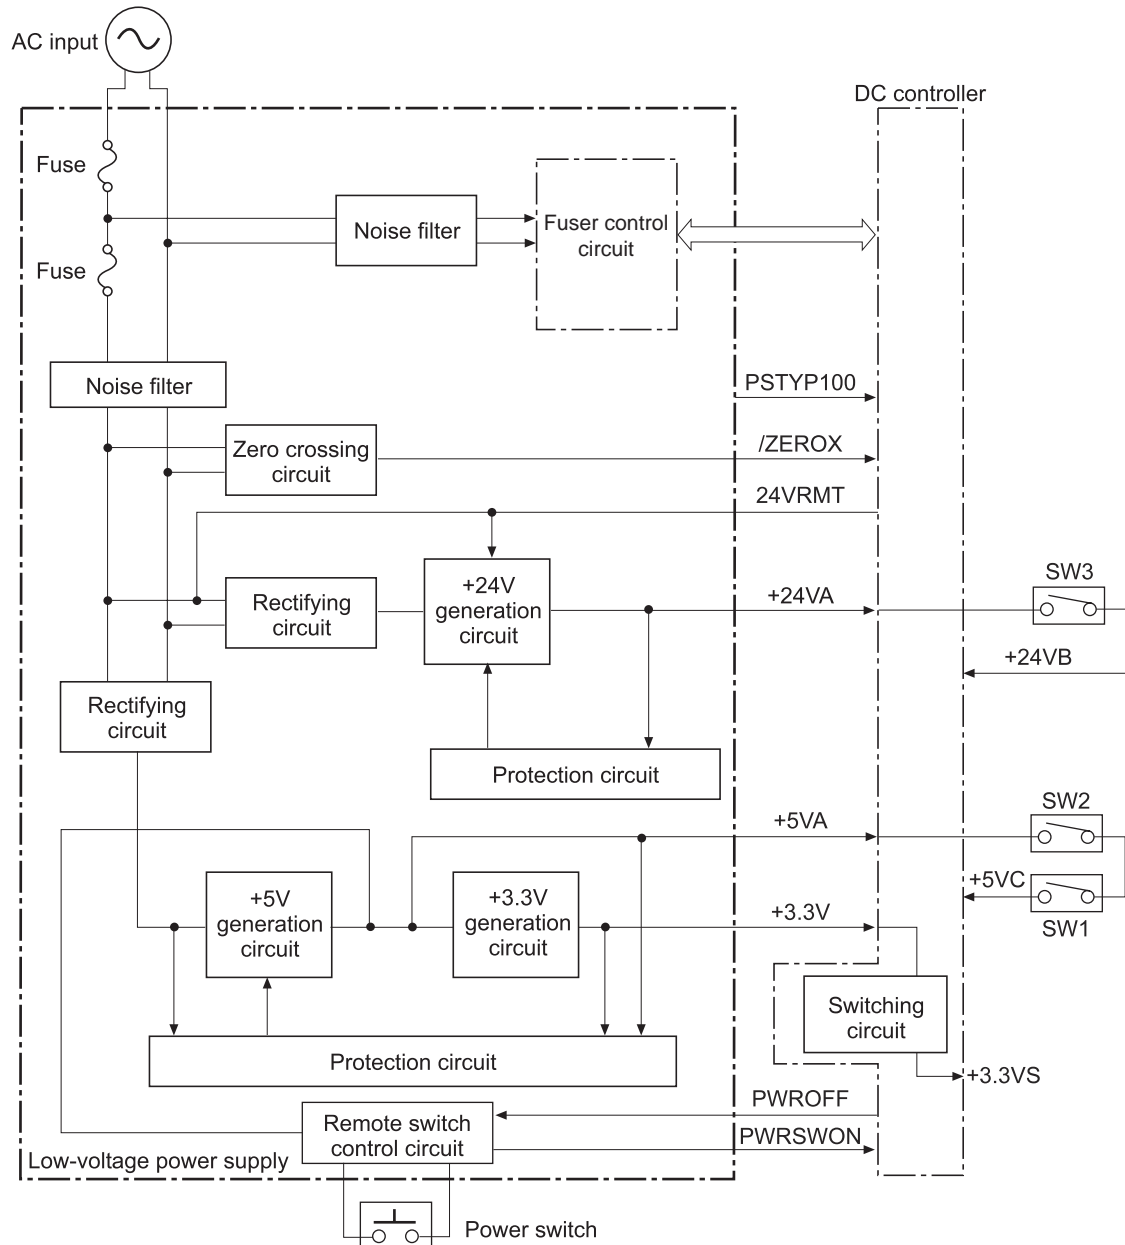 AC input
DC controller
Fuse
Noise filter
Fuser control
circuit
Fuse
Noise filter
PSTYP100
Zero crossing
circuit
/ZEROX
24VRMT
Rectifying
circuit
+24V
generation
circuit
+24VA
SW3
+24VB
Rectifying
circuit
Protection circuit
SW2
+5VA
+5V
generation
circuit
+3.3V
generation
circuit
+3.3V
+5VC
SW1
Switching
circuit
Protection circuit
+3.3VS
PWROFF
Remote switch
control circuit
PWRSWON
Low-voltage power supply
Power switch